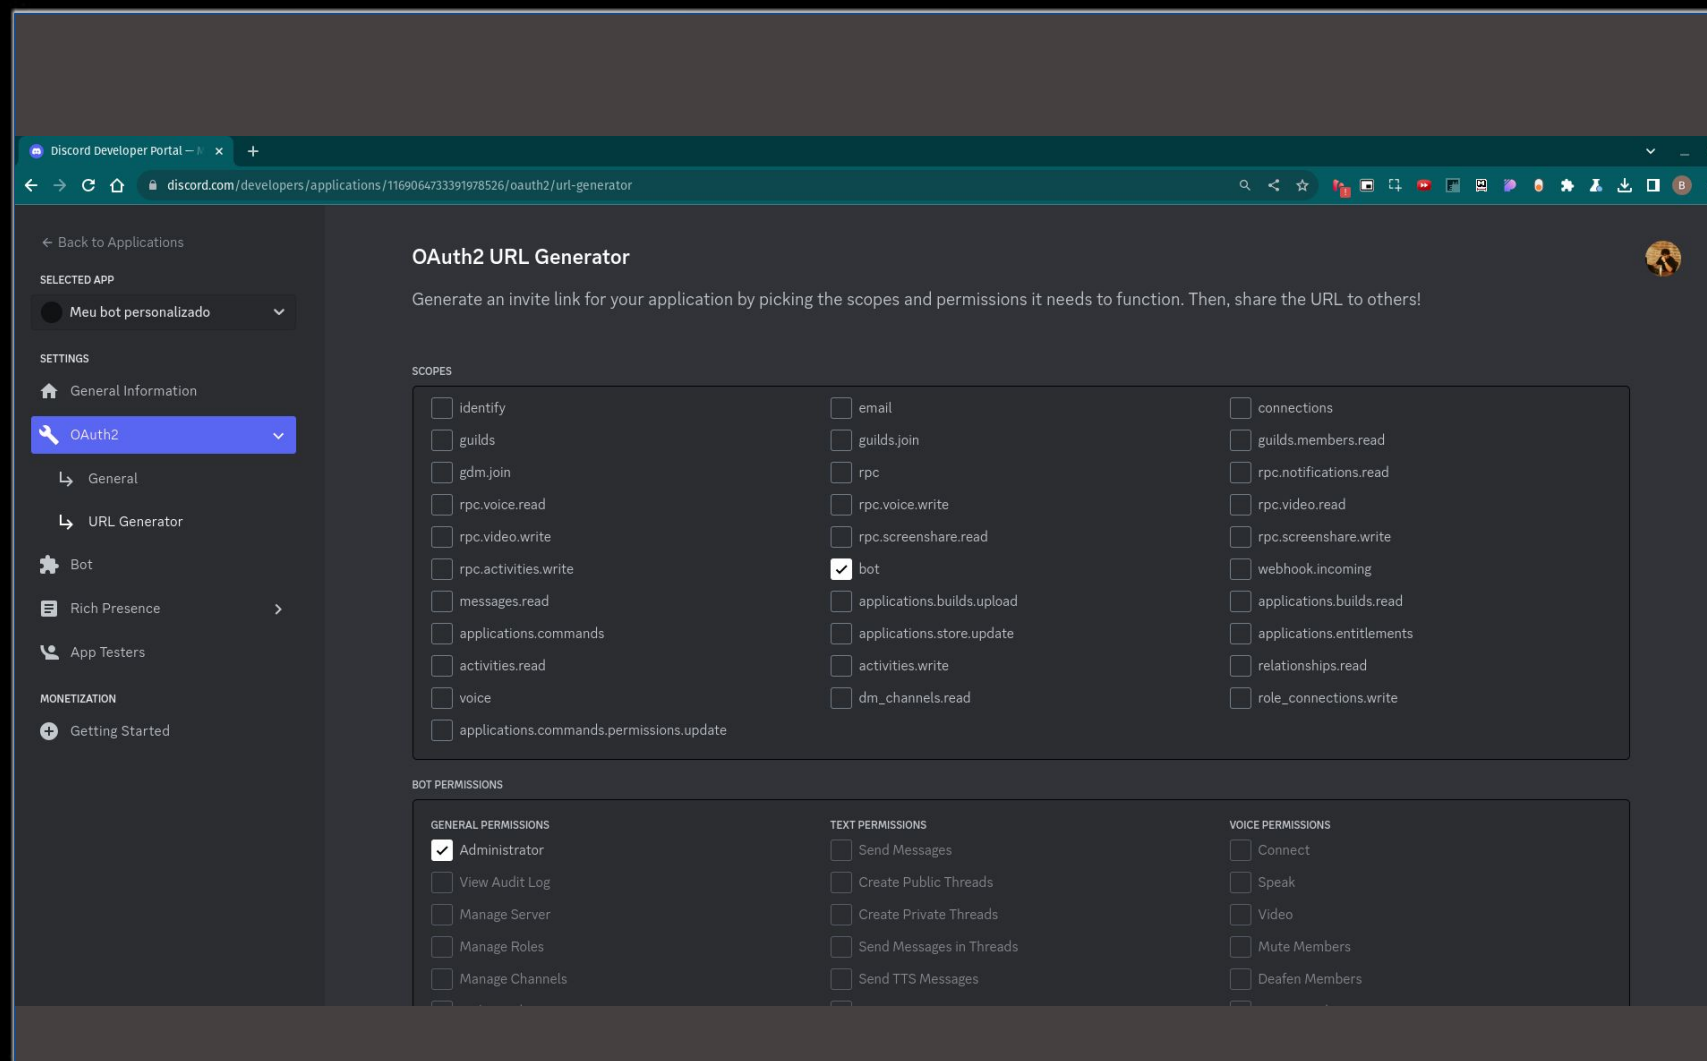 Discord Developer Portal — M
discord.com/developers/applications/1169064733391978526/oauth2/url-generator
B
← Back to Applications
SELECTED APP
Meu bot personalizado
SETTINGS
General Information
OAuth2
General
URL Generator
Bot
Rich Presence
App Testers
MONETIZATION
Getting Started
OAuth2 URL Generator
Generate an invite link for your application by picking the scopes and permissions it needs to function. Then, share the URL to others!
SCOPES
identify email connections
guilds guilds.join guilds.members.read
gdm.join rpc rpc.notifications.read
rpc.voice.read rpc.voice.write rpc.video.read
rpc.video.write rpc.screenshare.read rpc.screenshare.write
rpc.activities.write bot webhook.incoming
messages.read applications.builds.upload applications.builds.read
applications.commands applications.store.update applications.entitlements
activities.read activities.write relationships.read
voice dm_channels.read role_connections.write
applications.commands.permissions.update
BOT PERMISSIONS
GENERAL PERMISSIONS TEXT PERMISSIONS VOICE PERMISSIONS
Administrator Send Messages Connect
View Audit Log Create Public Threads Speak
Manage Server Create Private Threads Video
Manage Roles Send Messages in Threads Mute Members
Manage Channels Send TTS Messages Deafen Members